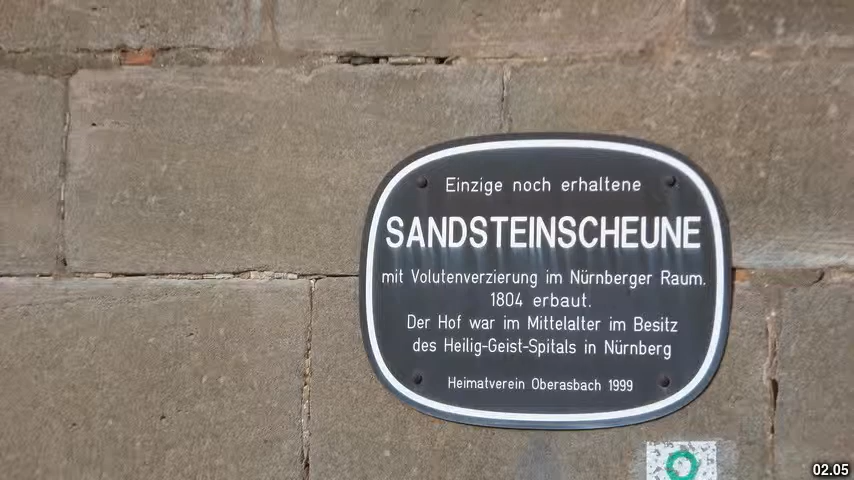 Einzige noch erhaltene
SANDSTEINSCHEUNE
mit Volutenverzierung im Nürnberger Raum.
1804 erbaut.
Der Hof war im Mittelalter im Besitz
des Heilig-Geist-Spitals in Nürnberg
Heimatverein Oberasbach 1999
02.05